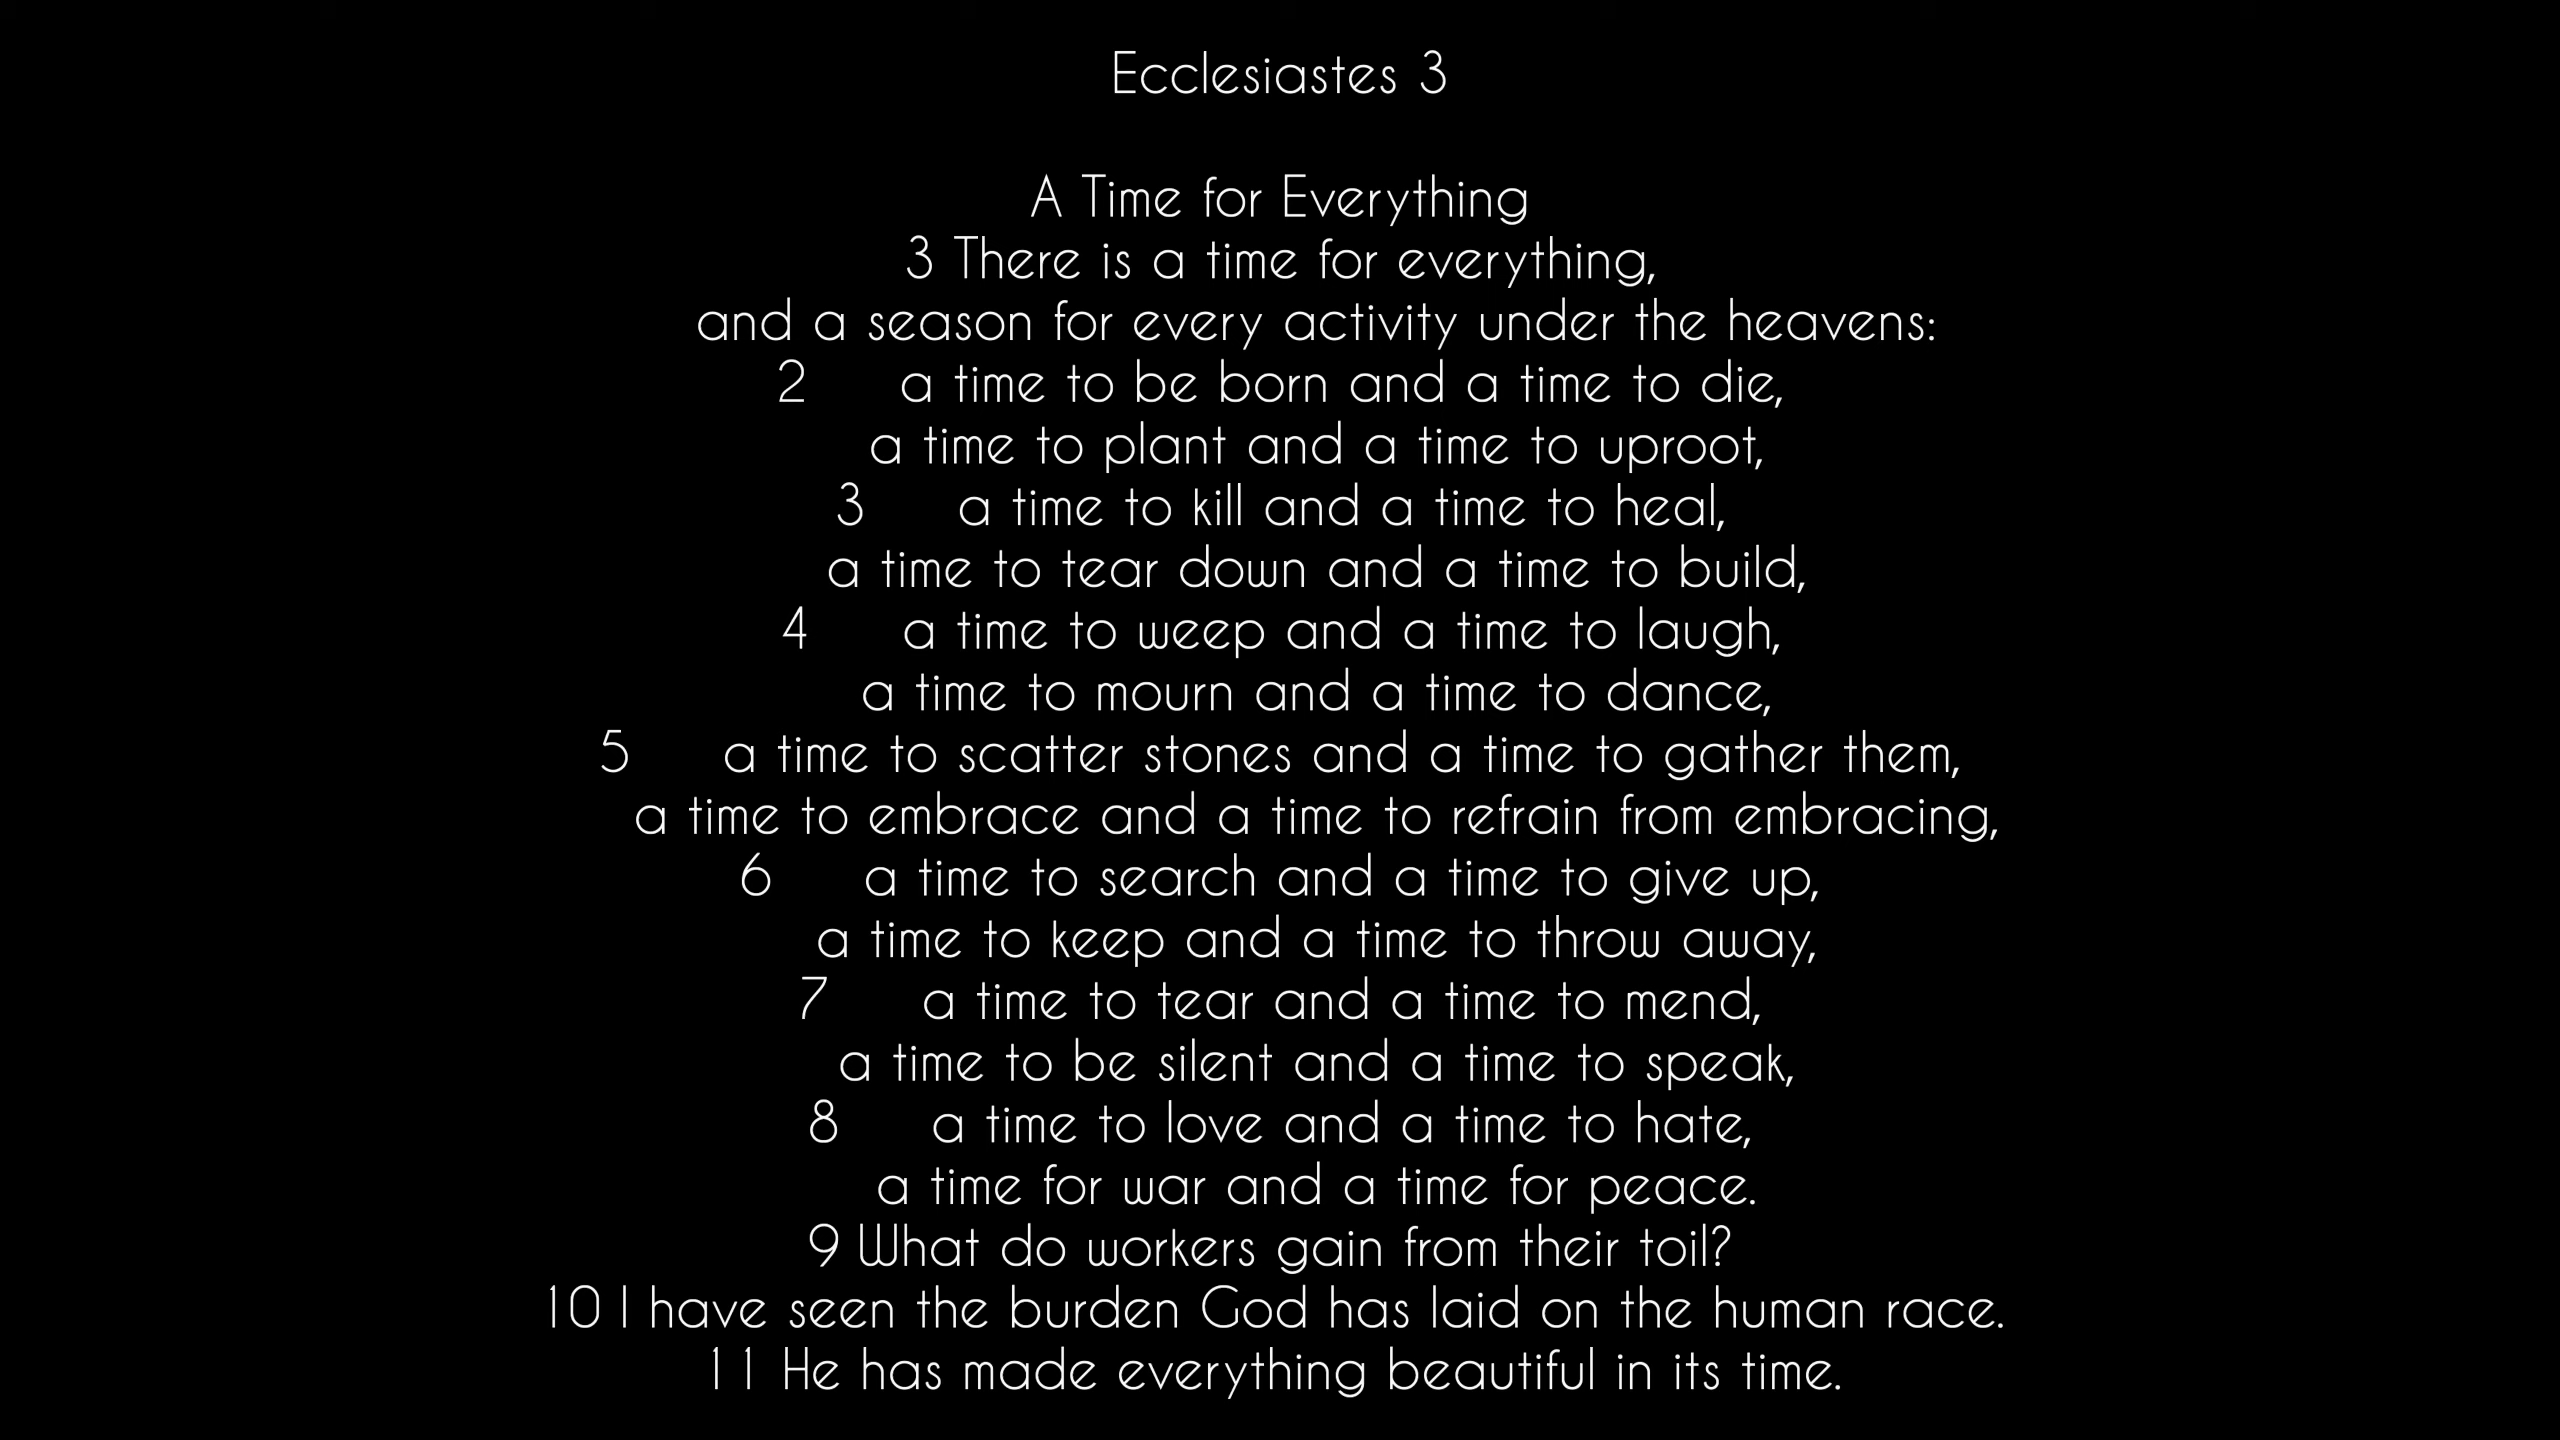 Ecclesiastes 3
A Time for Everything
3 There is a time for everything,
and a season for every activity under the heavens:
2 a time to be born and a time to die,
a time to plant and a time to uproot,
3 a time to kill and a time to heal,
a time to tear down and a time to build,
4 a time to weep and a time to laugh,
a time to mourn and a time to dance,
5 a time to scatter stones and a time to gather them,
a time to embrace and a time to refrain from embracing,
6 a time to search and a time to give up,
a time to keep and a time to throw away,
7 a time to tear and a time to mend,
a time to be silent and a time to speak,
8 a time to love and a time to hate,
a time for war and a time for peace.
9 What do workers gain from their toil?
10 I have seen the burden God has laid on the human race.
11 He has made everything beautiful in its time.